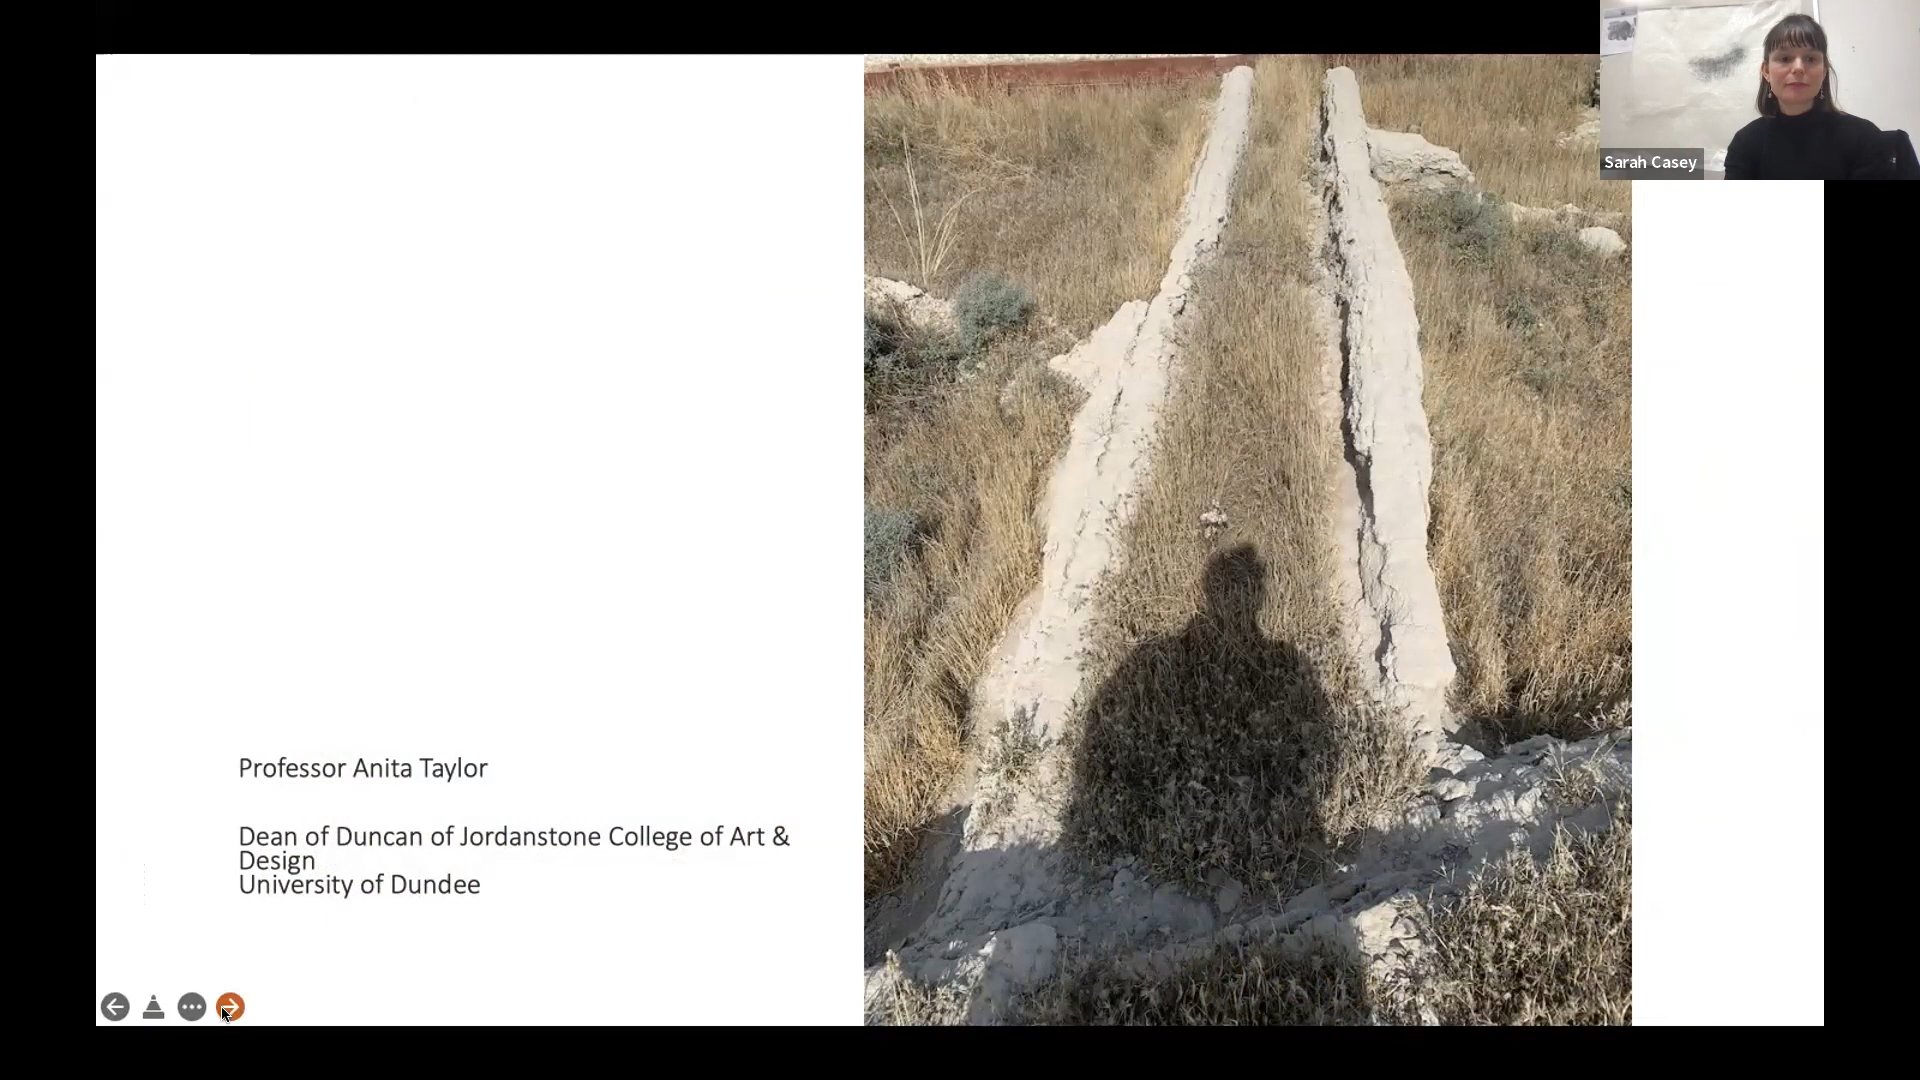 Sarah Casey
Professor Anita Taylor
Dean of Duncan of Jordanstone College of Art &
Design
University of Dundee